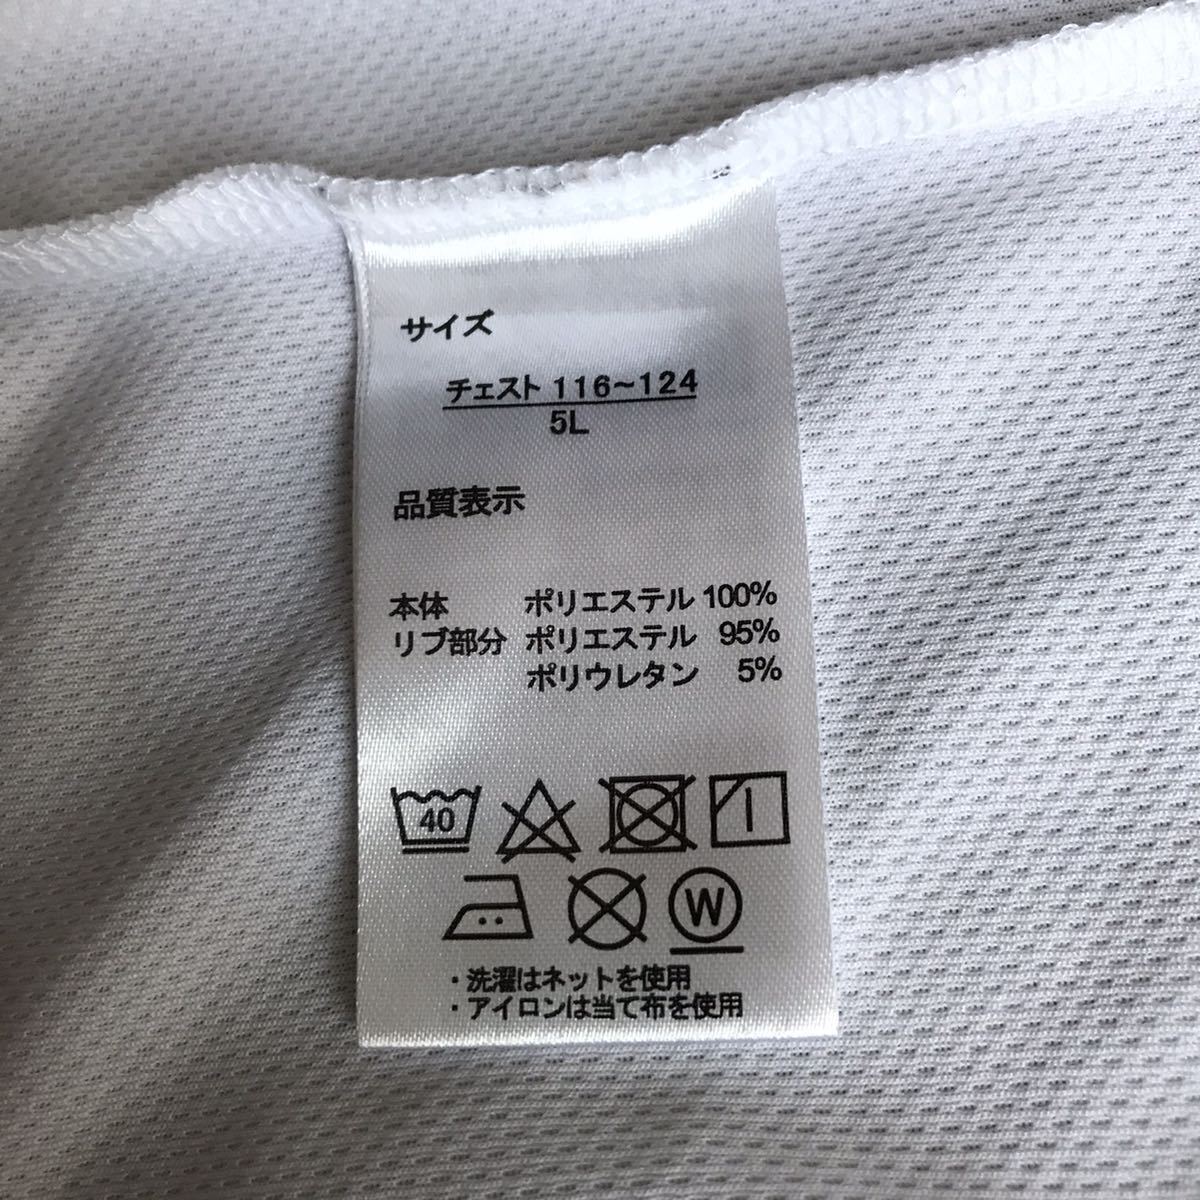 サイズ
チェスト 116~124
5L
品質表示
本体 ポリエステル 100%
リブ部分 ポリエステル 95%
ポリウレタン 5%
40
W
・洗濯はネットを使用
・アイロンは当て布を使用